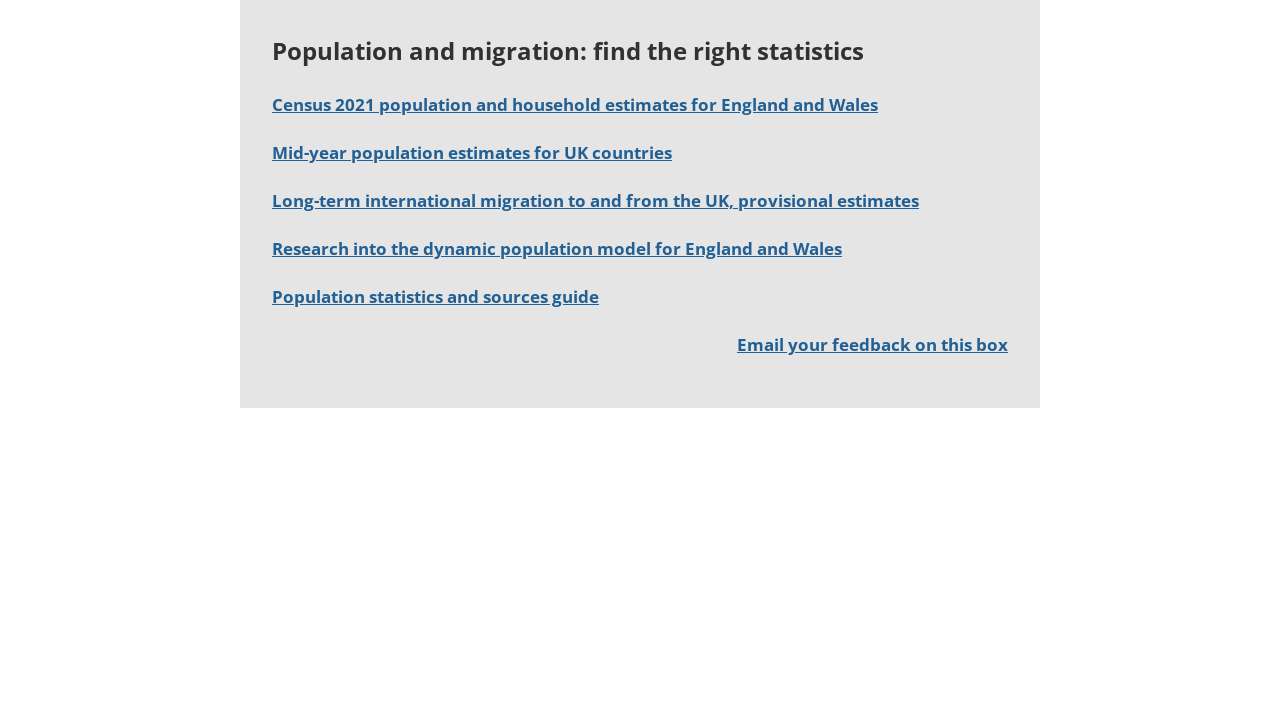 Population and migration: find the right statistics
Census 2021 population and household estimates for England and Wales
Mid-year population estimates for UK countries
Long-term international migration to and from the UK, provisional estimates
Research into the dynamic population model for England and Wales
Population statistics and sources guide
Email your feedback on this box